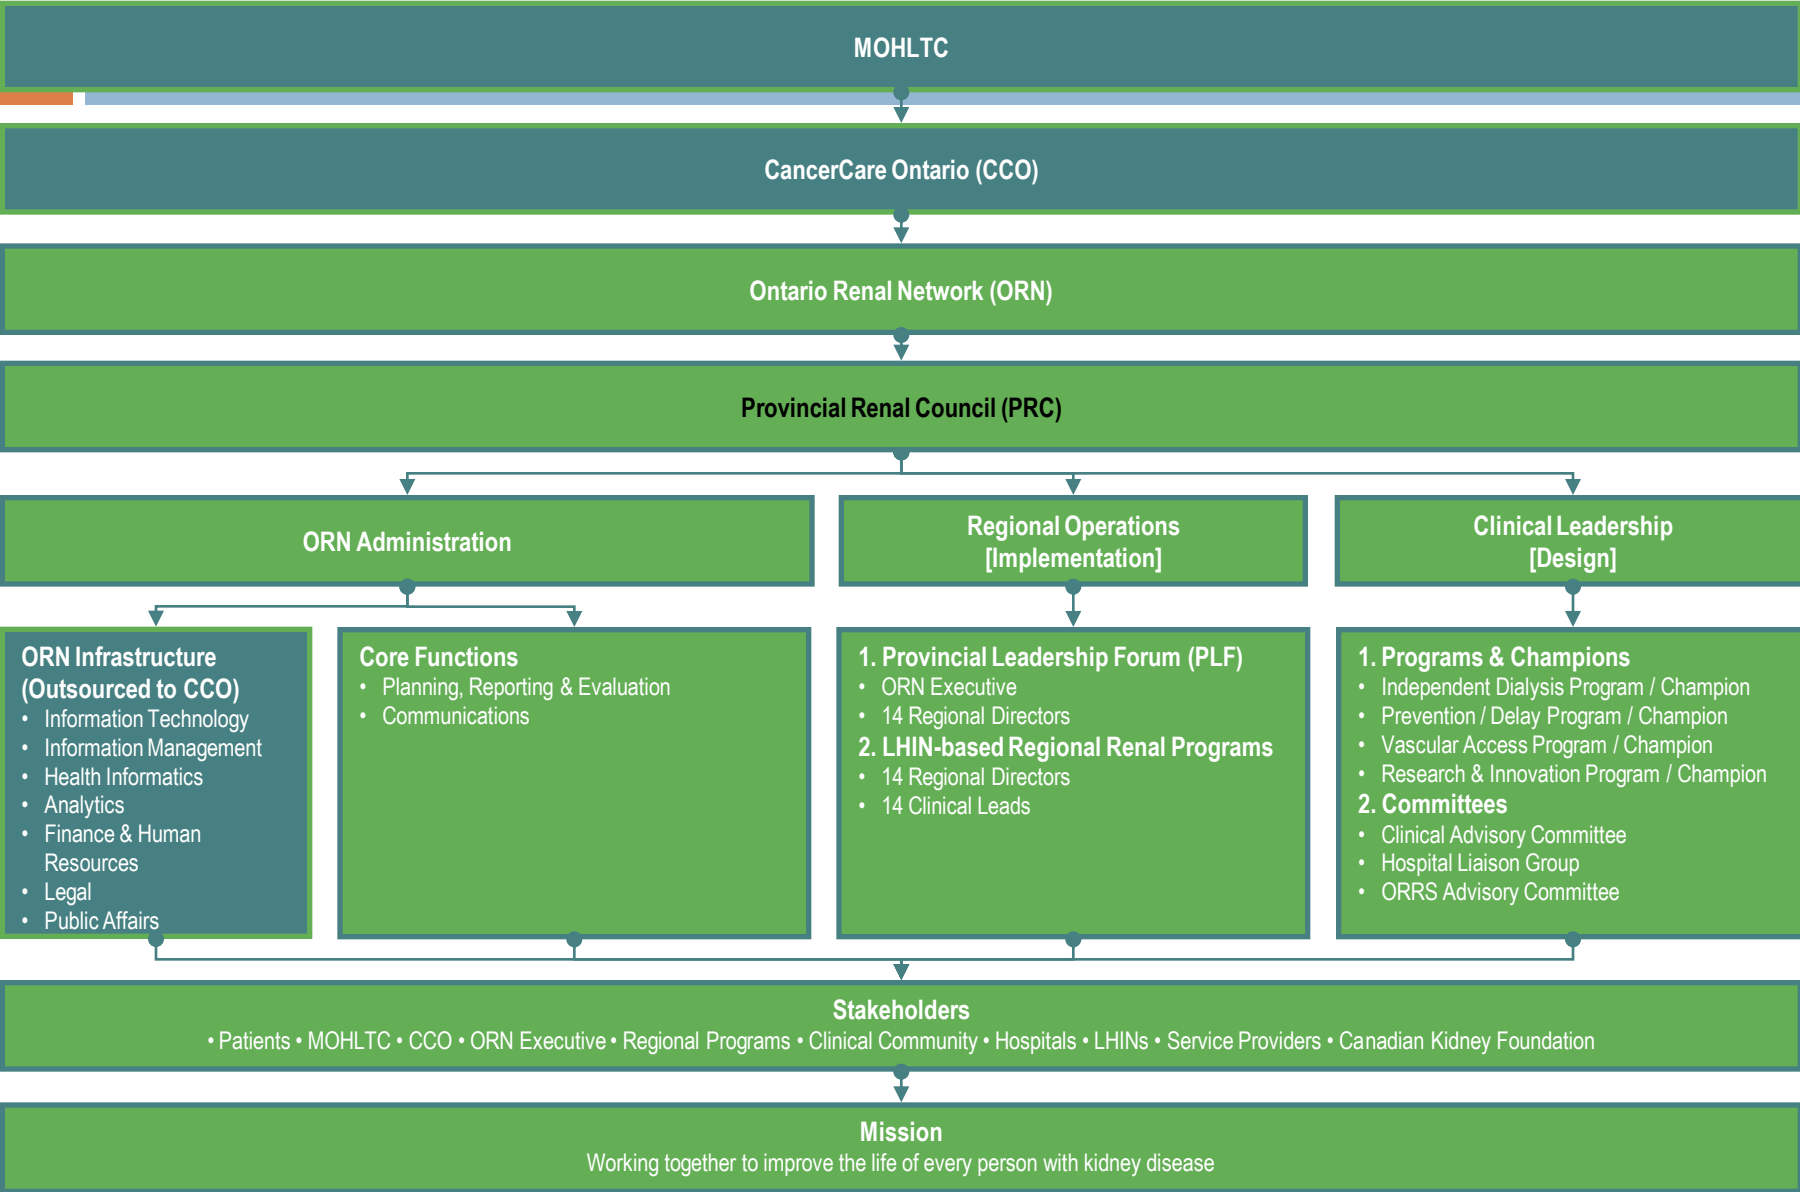 MOHLTC
CancerCare Ontario (CCO)
Ontario Renal Network (ORN)
Provincial Renal Council (PRC)
ORN Administration
Regional Operations
[Implementation]
Clinical Leadership
[Design]
ORN Infrastructure
(Outsourced to CCO)
• Information Technology
• Information Management
• Health Informatics
• Analytics
• Finance & Human
Resources
• Legal
• Public Affairs
Core Functions
• Planning, Reporting & Evaluation
• Communications
1. Provincial Leadership Forum (PLF)
• ORN Executive
• 14 Regional Directors
2. LHIN-based Regional Renal Programs
• 14 Regional Directors
• 14 Clinical Leads
1. Programs & Champions
• Independent Dialysis Program / Champion
• Prevention / Delay Program / Champion
• Vascular Access Program / Champion
• Research & Innovation Program / Champion
2. Committees
• Clinical Advisory Committee
• Hospital Liaison Group
• ORRS Advisory Committee
Stakeholders
• Patients • MOHLTC • CCO • ORN Executive • Regional Programs • Clinical Community • Hospitals • LHINs • Service Providers • Canadian Kidney Foundation
Mission
Working together to improve the life of every person with kidney disease